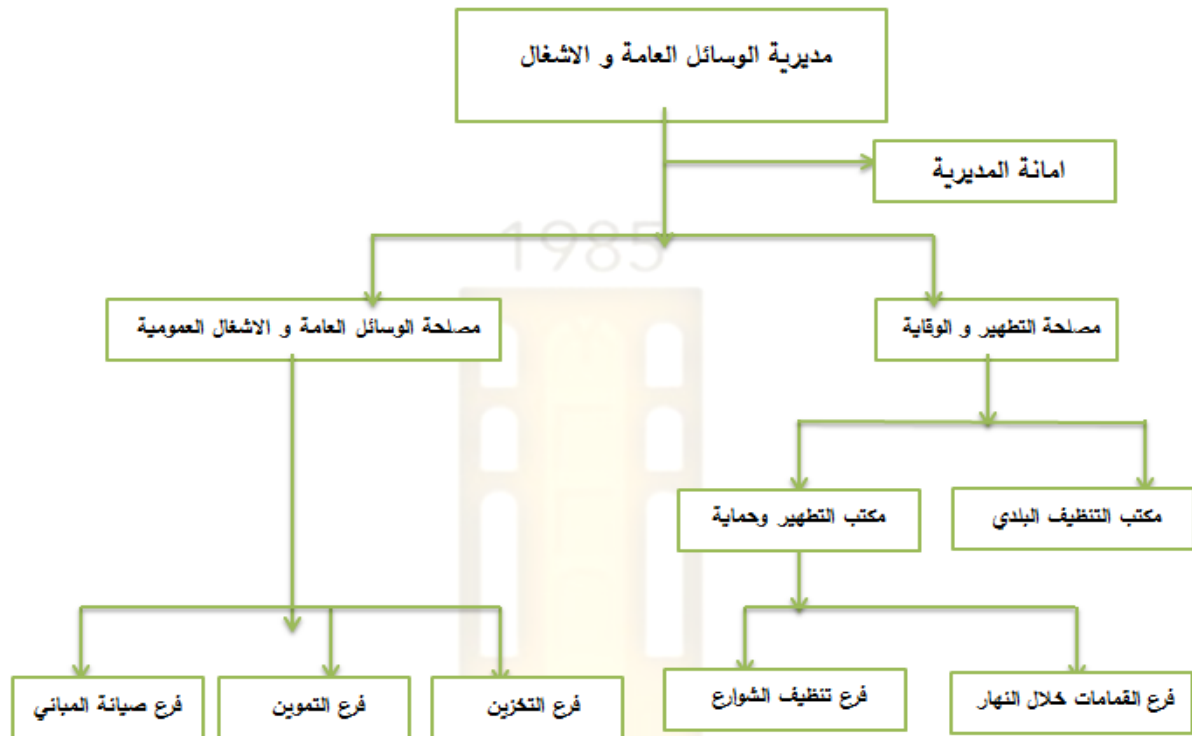 مديرية الوسائل العامة و الاشغال
امانة المديرية
1985
مصلحة التطهير و الوقاية
مصلحة الوسائل العامة و الاشغال العمومية
مكتب التنظيف البلدي
مكتب التطهير وحماية
فرع القمامات خلال النهار
فرع تنظيف الشوارع
فرع التخزين
فرع التموين
فرع صيانة المباني